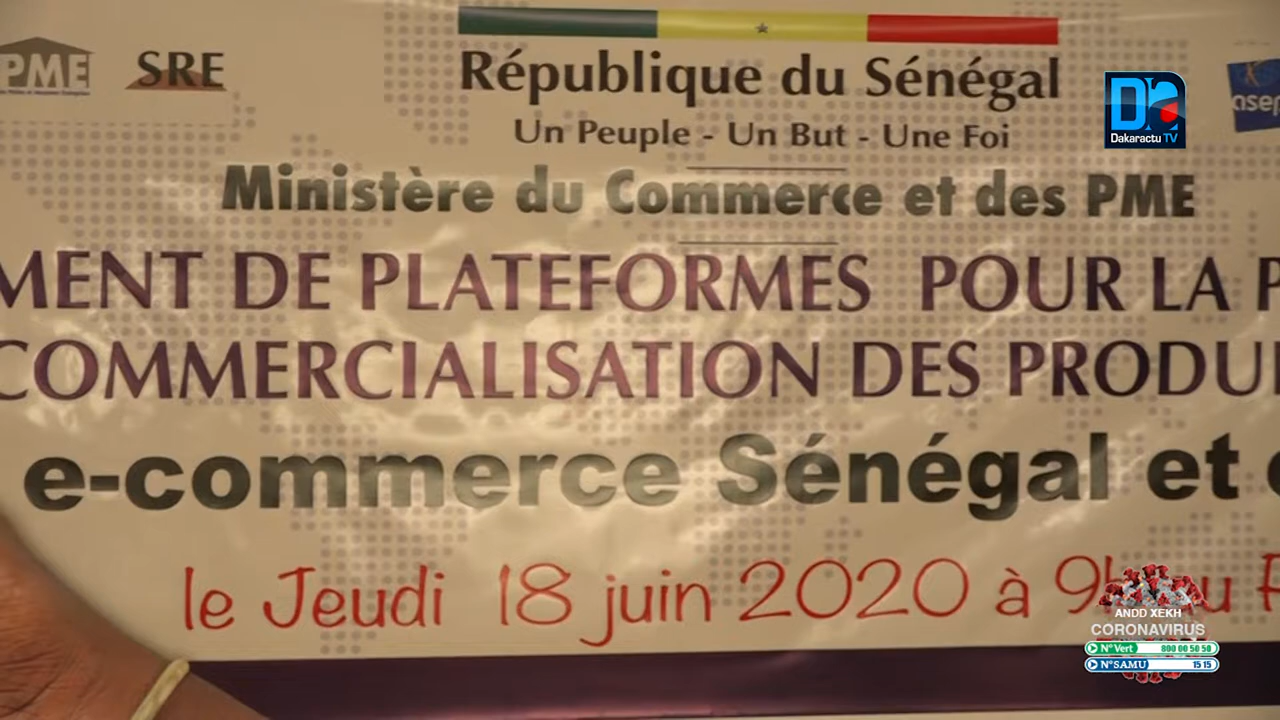 PME SRE
République du Sénégal
Un Peuple - Un But - Une Foi
Dakaractu TV
asep
Ministère du Commerce et des PME
MENT DE PLATEFORMES POUR LA P
COMMERCIALISATION DES PRODU
e-commerce Sénégal et
le Jeudi 18 juin 2020 à 9h
ANDD XEKH
CORONAVIRUS
N°Vert 800 00 50 50
N°SAMU 15 15